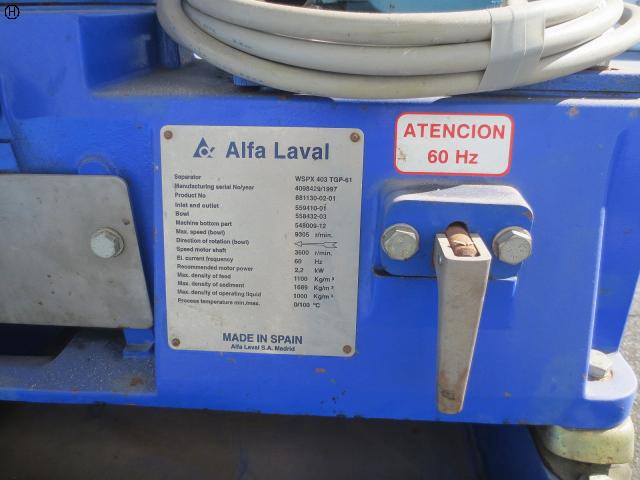 H
Alfa Laval
ATENCION
60 Hz
Separator WSPX 403 TGP-61
Manufacturing serial No/year 4098429/1997
Product No 881130-02-01
Inlet and outlet 559410-01
Bowl 558432-03
Machine bottom part 548009-12
Max. speed (bowl) 9305 r/min.
Direction of rotation (bowl)
Speed motor shaft 3600 r/min.
El. current frequency 60 Hz
Recommended motor power 2,2 kW
Max. density of feed 1100 Kg/m³
Max. density of sediment 1689 Kg/m³
Max. density of operating liquid 1000 Kg/m³
Process temperature min./max. 0/100 °C
MADE IN SPAIN
Alfa Laval S.A. Madrid